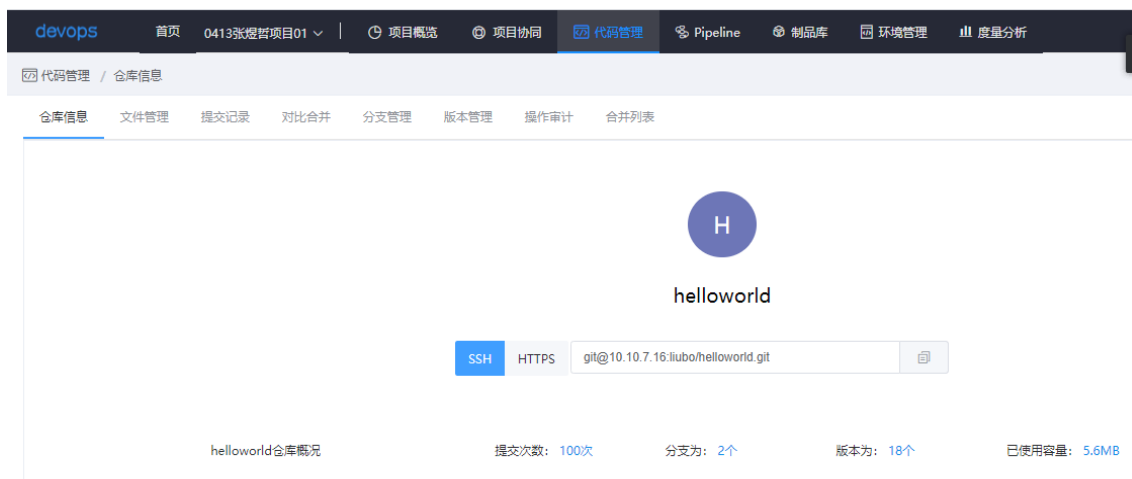 devops 首页 0413张煜哲项目01 项目概览 项目协同 代码管理 Pipeline 制品库 环境管理 度量分析
代码管理 / 仓库信息
仓库信息 文件管理 提交记录 对比合并 分支管理 版本管理 操作审计 合并列表
H
helloworld
SSH HTTPS git@10.10.7.16:liubo/helloworld.git
helloworld仓库概况 提交次数: 100次 分支为: 2个 版本为: 18个 已使用容量: 5.6MB